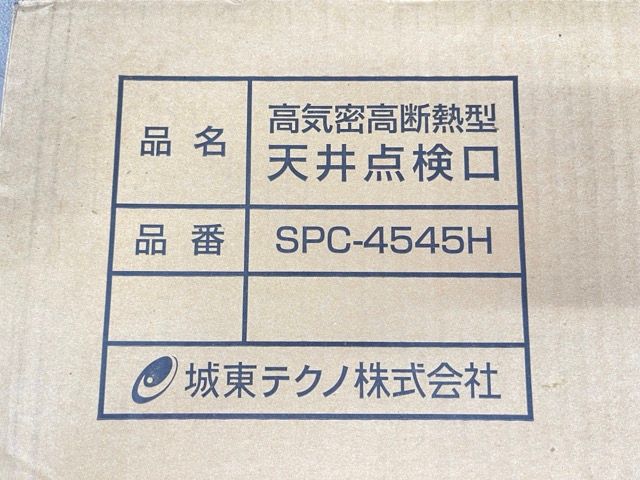 品名
高気密高断熱型
天井点検口
品番
SPC-4545H
城東テクノ株式会社